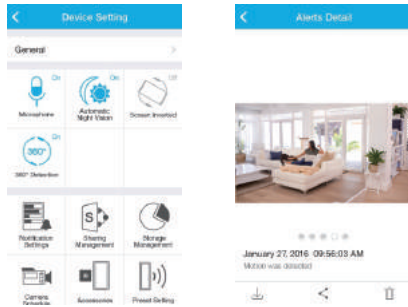 Device Setting
General
On
On
Off
Microphone
Automatic
Night Vision
Screen Inverted
360°
On
360° Detection
Notification
Settings
S
Sharing
Management
Storage
Management
Camera
Schedule
Accessories
Preset Setting
Alerts Detail
January 27, 2016 09:56:03 AM
Motion was detected